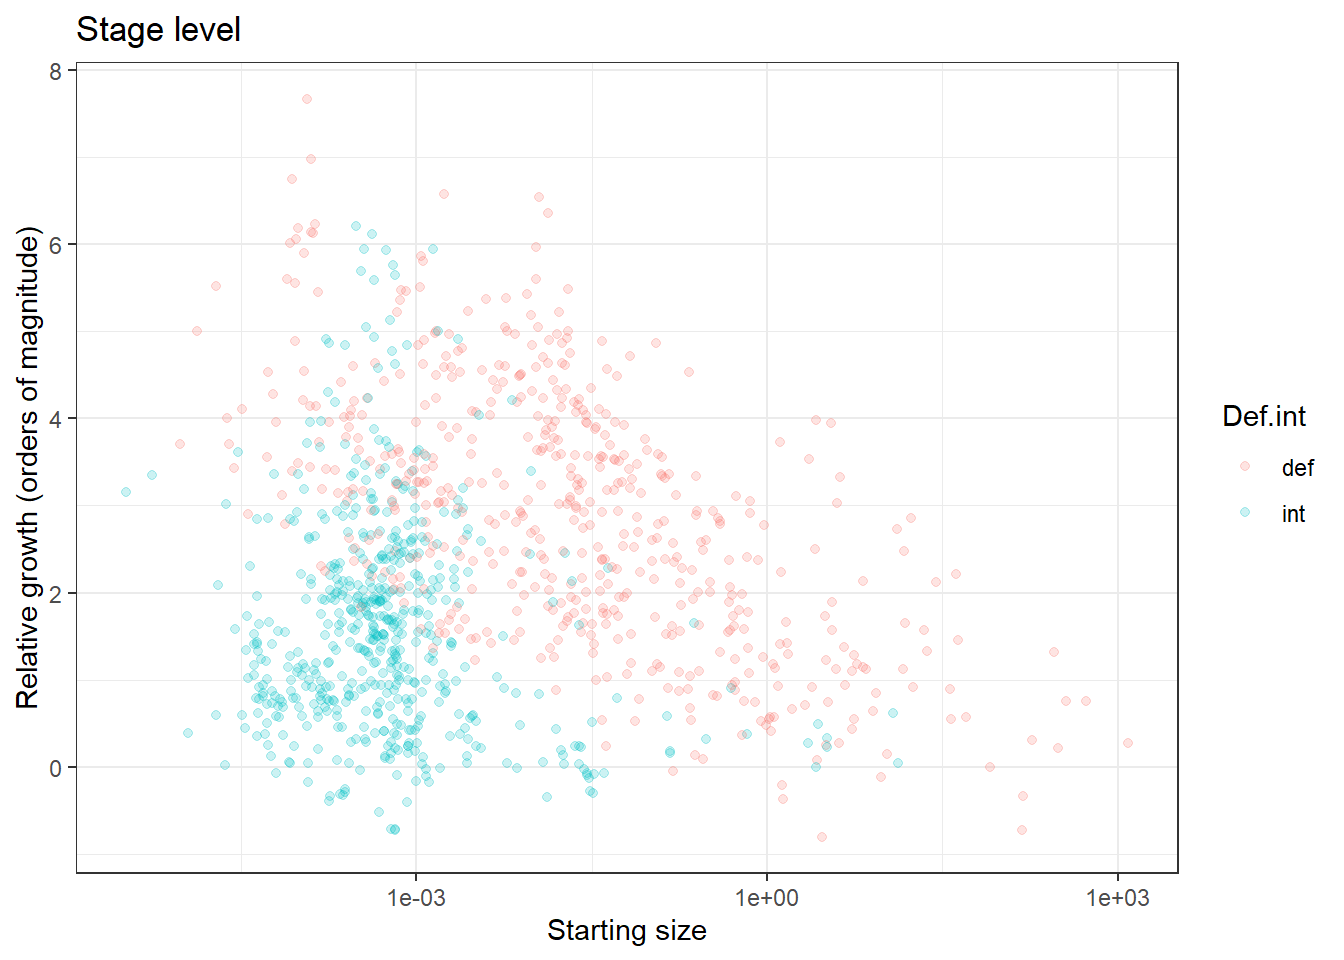 Stage level
8
6
4
2
0
Relative growth (orders of magnitude)
1e-03
1e+00
1e+03
Starting size
Def.int
def
int